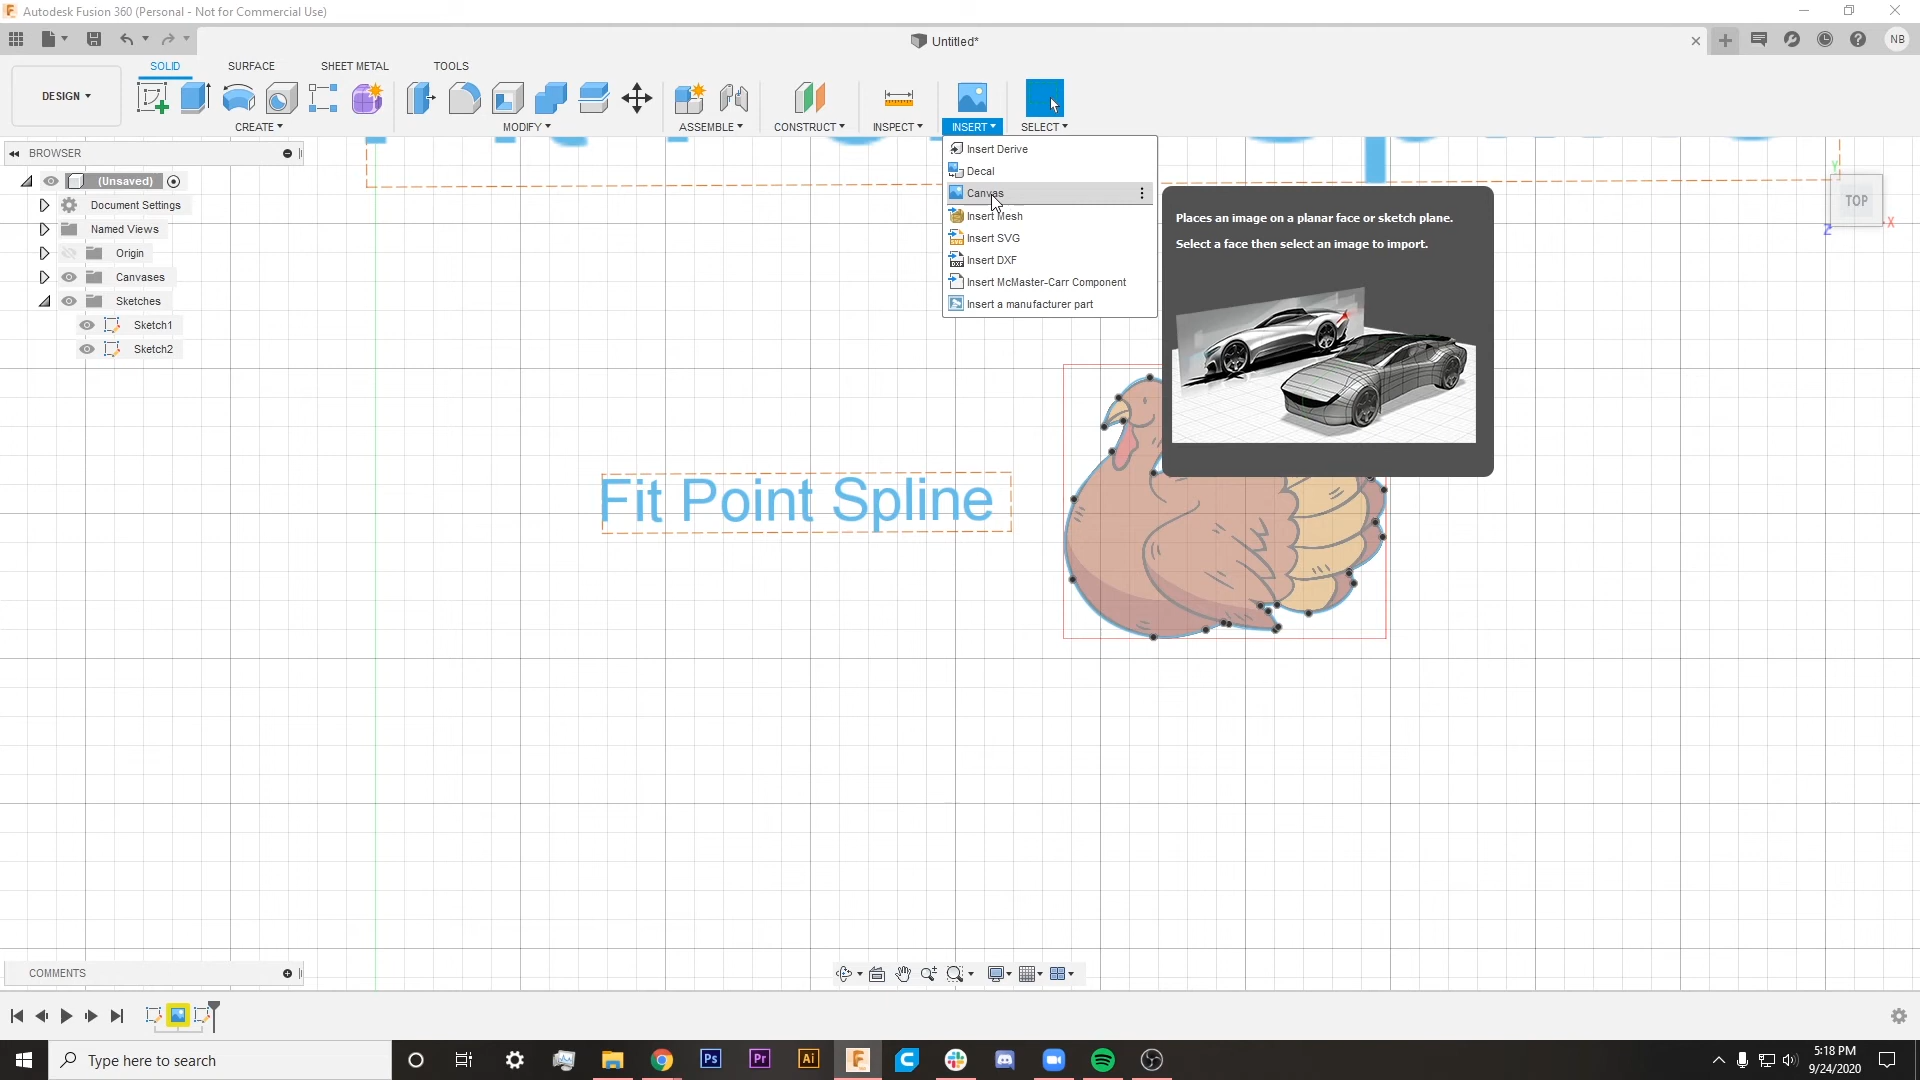 Autodesk Fusion 360 (Personal - Not for Commercial Use)
Untitled*
NB
DESIGN
SOLID
SURFACE
SHEET METAL
TOOLS
CREATE
MODIFY
ASSEMBLE
CONSTRUCT
INSPECT
INSERT
SELECT
BROWSER
(Unsaved)
Document Settings
Named Views
Origin
Canvases
Sketches
Sketch1
Sketch2
Insert Derive
Decal
Canvas
Insert Mesh
Insert SVG
Insert DXF
Insert McMaster-Carr Component
Insert a manufacturer part
Places an image on a planar face or sketch plane.
Select a face then select an image to import.
Y
TOP
X
Z
Fit Point Spline
COMMENTS
Type here to search
Ps
Pr
Ai
5:18 PM
9/24/2020